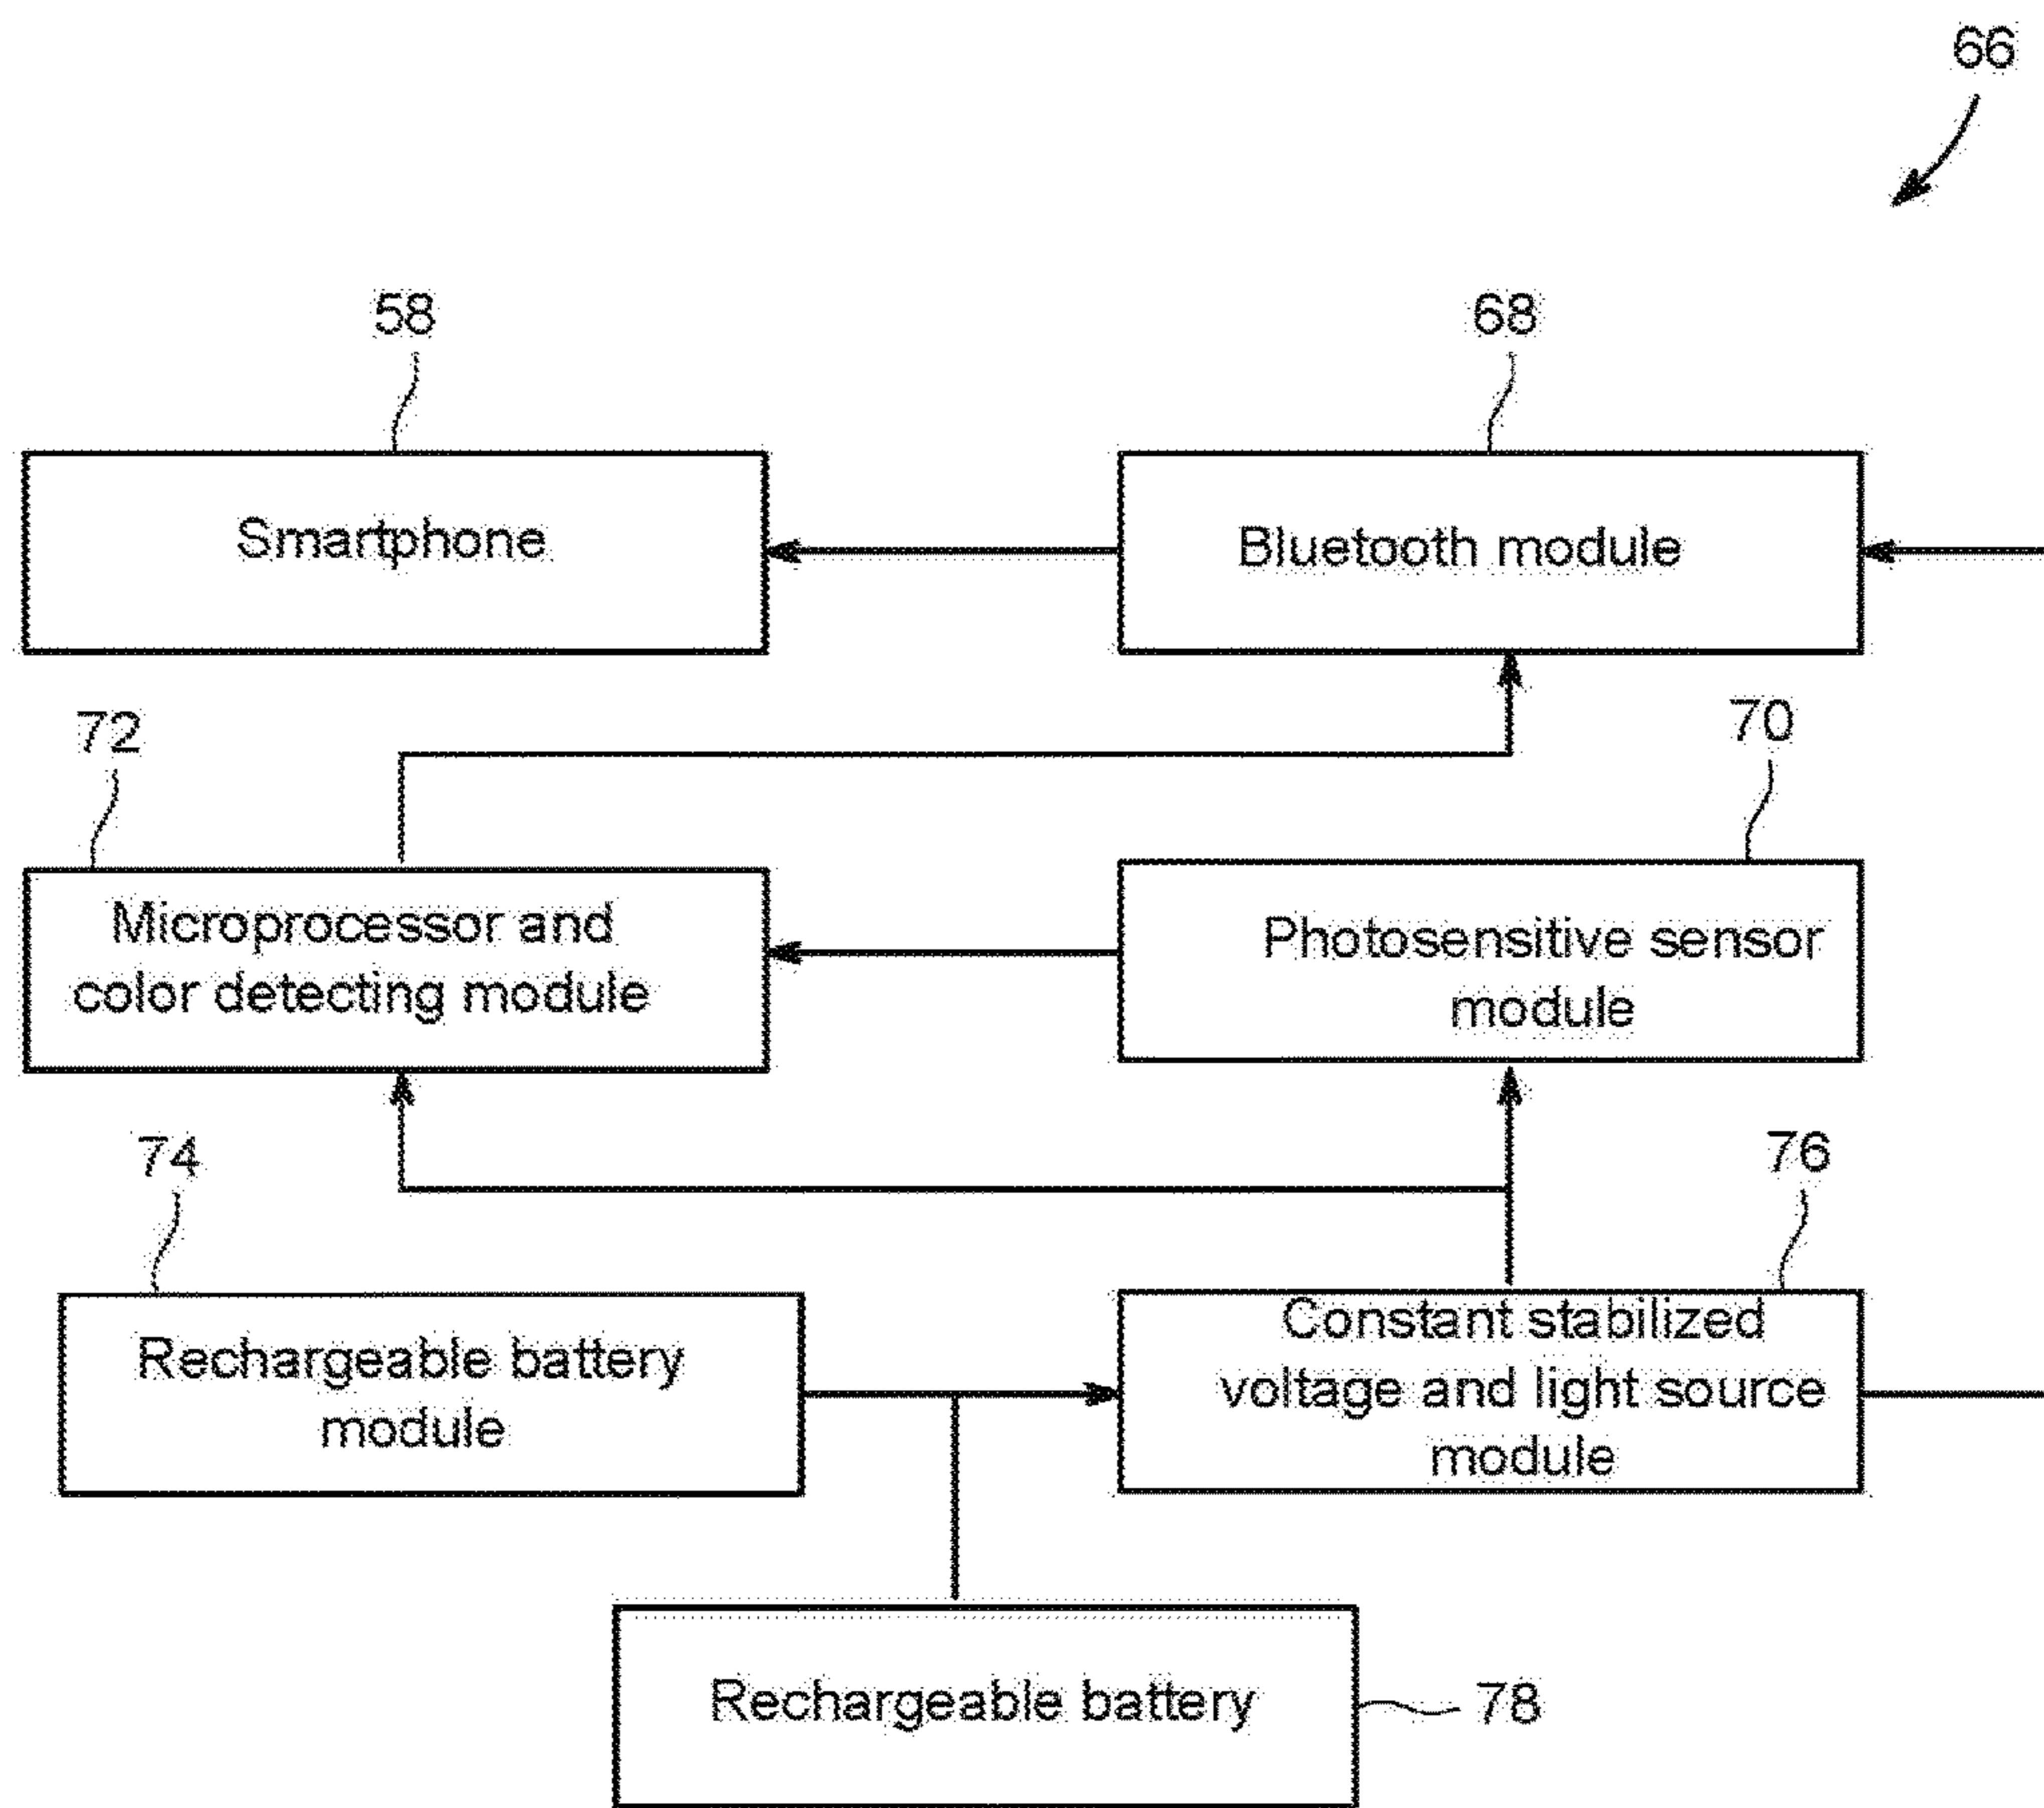 66
58
68
Smartphone
Bluetooth module
72
70
Microprocessor and
color detecting module
Photosensitive sensor
module
74
76
Rechargeable battery
module
Constant stabilized
voltage and light source
module
Rechargeable battery
78